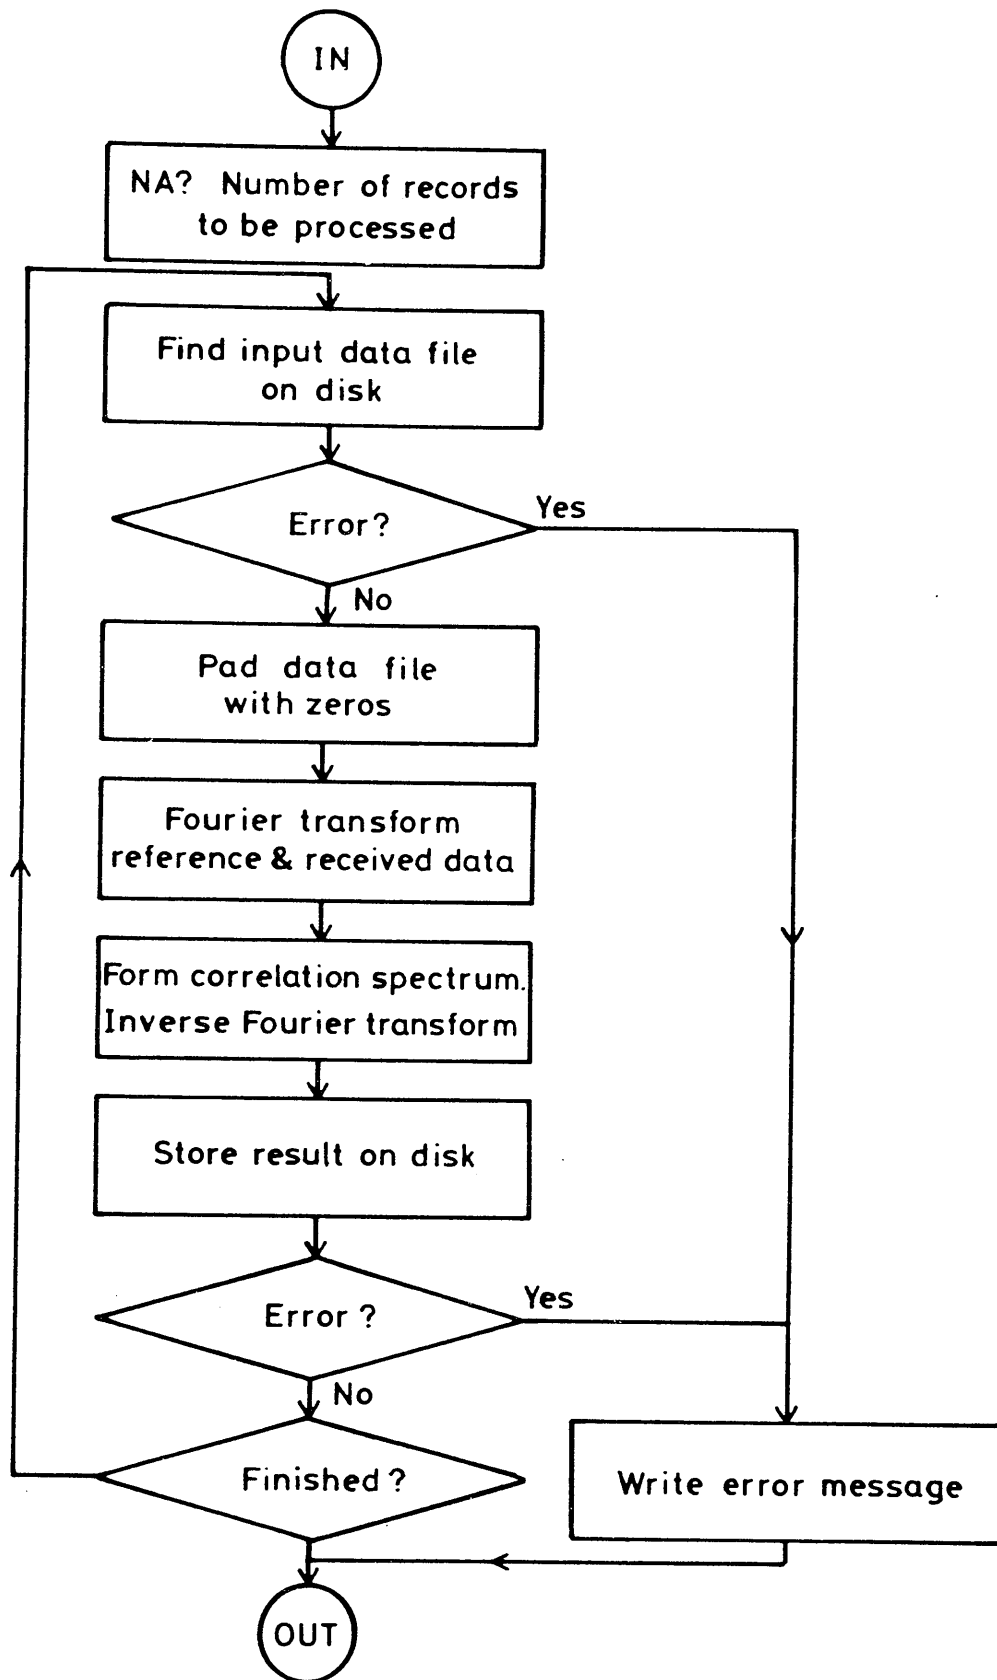 IN
NA? Number of records
to be processed
Find input data file
on disk
Error?
Yes
No
Pad data file
with zeros
Fourier transform
reference & received data
Form correlation spectrum.
Inverse Fourier transform
Store result on disk
Error?
Yes
No
Finished?
Write error message
OUT